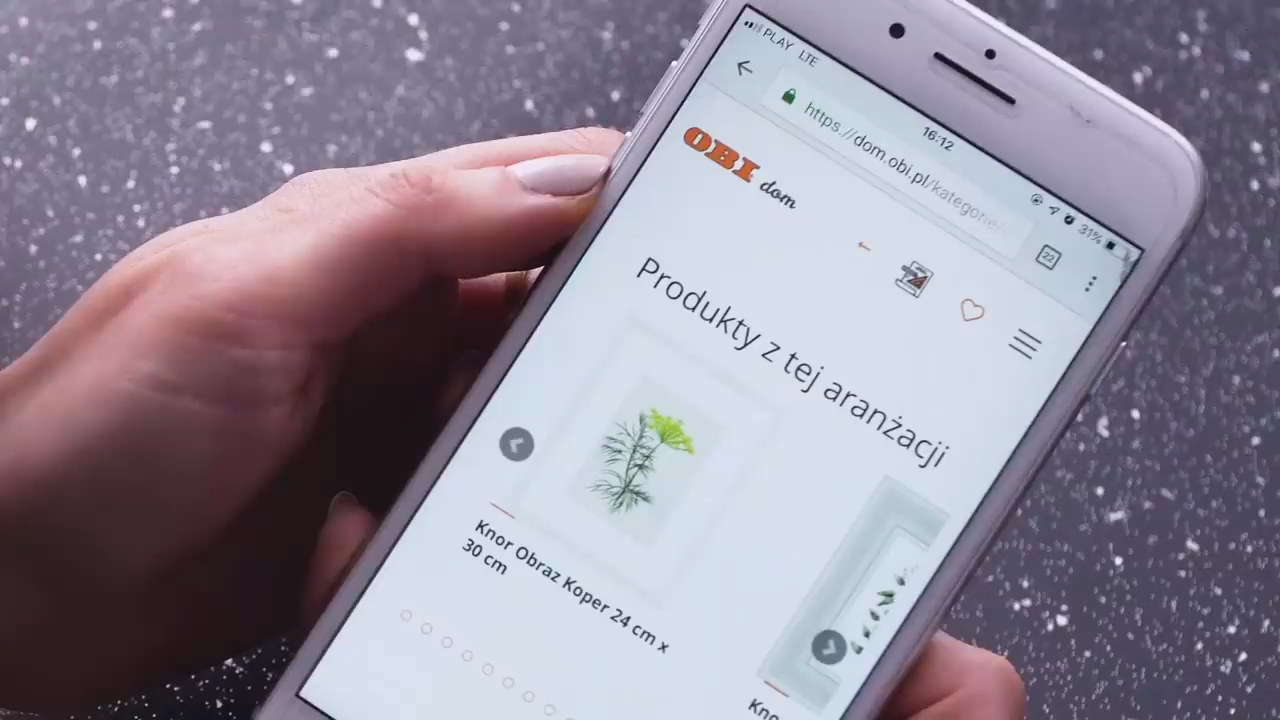 PLAY LTE
16:12
31%
https://dom.obi.pl/kategorie/
22
OBI dom
Produkty z tej aranżacji
Knor Obraz Koper 24 cm x
30 cm
Kno